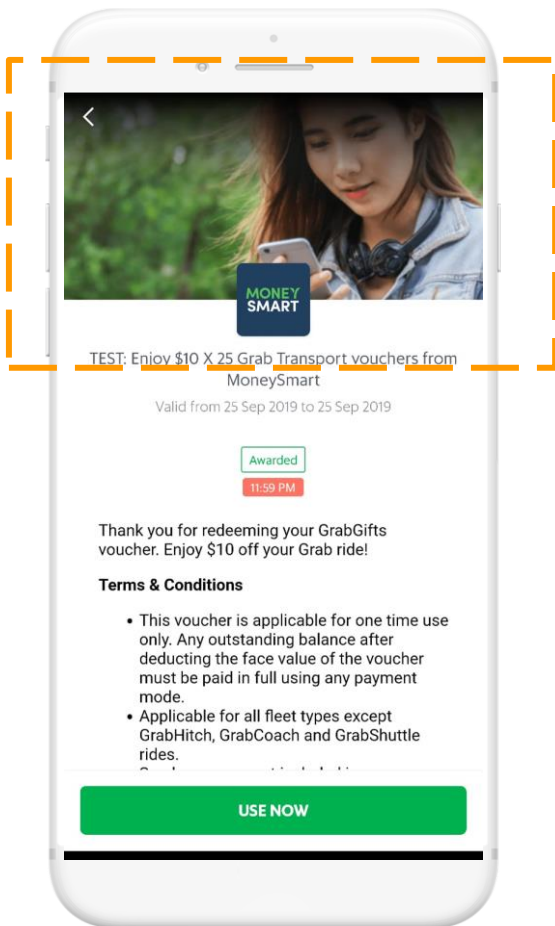 MONEY
SMART
TEST: Enjoy $10 X 25 Grab Transport vouchers from
MoneySmart
Valid from 25 Sep 2019 to 25 Sep 2019
Awarded
11:59 PM
Thank you for redeeming your GrabGifts
voucher. Enjoy $10 off your Grab ride!
Terms & Conditions
• This voucher is applicable for one time use
only. Any outstanding balance after
deducting the face value of the voucher
must be paid in full using any payment
mode.
• Applicable for all fleet types except
GrabHitch, GrabCoach and GrabShuttle
rides.
USE NOW